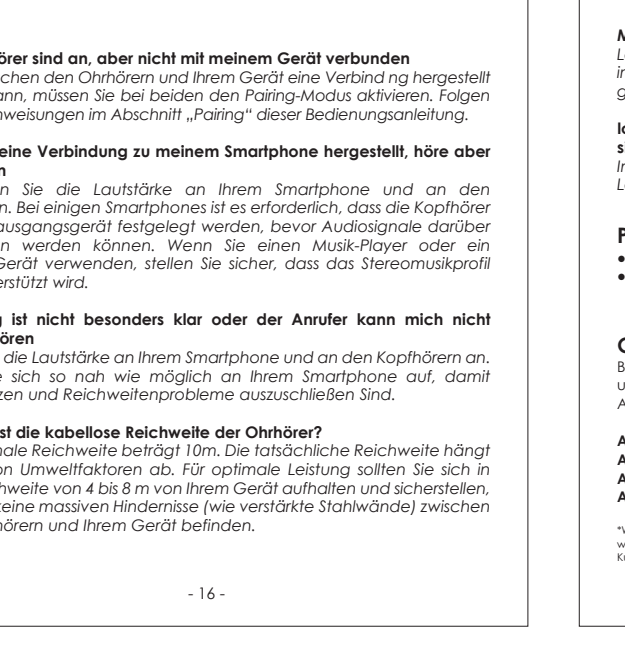 örer sind an, aber nicht mit meinem Gerät verbunden
chen den Ohrhörern und Ihrem Gerät eine Verbind ng hergestellt
ann, müssen Sie bei beiden den Pairing-Modus aktivieren. Folgen
nweisungen im Abschnitt „Pairing“ dieser Bedienungsanleitung.
eine Verbindung zu meinem Smartphone hergestellt, höre aber
n
n Sie die Lautstärke an Ihrem Smartphone und an den
n. Bei einigen Smartphones ist es erforderlich, dass die Kopfhörer
ausgangsgerät festgelegt werden, bevor Audiosignale darüber
en werden können. Wenn Sie einen Musik-Player oder ein
Gerät verwenden, stellen Sie sicher, dass das Stereomusikprofil
rstützt wird.
g ist nicht besonders klar oder der Anrufer kann mich nicht
ören
die Lautstärke an Ihrem Smartphone und an den Kopfhörern an.
e sich so nah wie möglich an Ihrem Smartphone auf, damit
zen und Reichweitenprobleme auszuschließen Sind.
st die kabellose Reichweite der Ohrhörer?
ale Reichweite beträgt 10m. Die tatsächliche Reichweite hängt
on Umweltfaktoren ab. Für optimale Leistung sollten Sie sich in
hweite von 4 bis 8 m von Ihrem Gerät aufhalten und sicherstellen,
keine massiven Hindernisse (wie verstärkte Stahlwände) zwischen
hörern und Ihrem Gerät befinden.
- 16 -